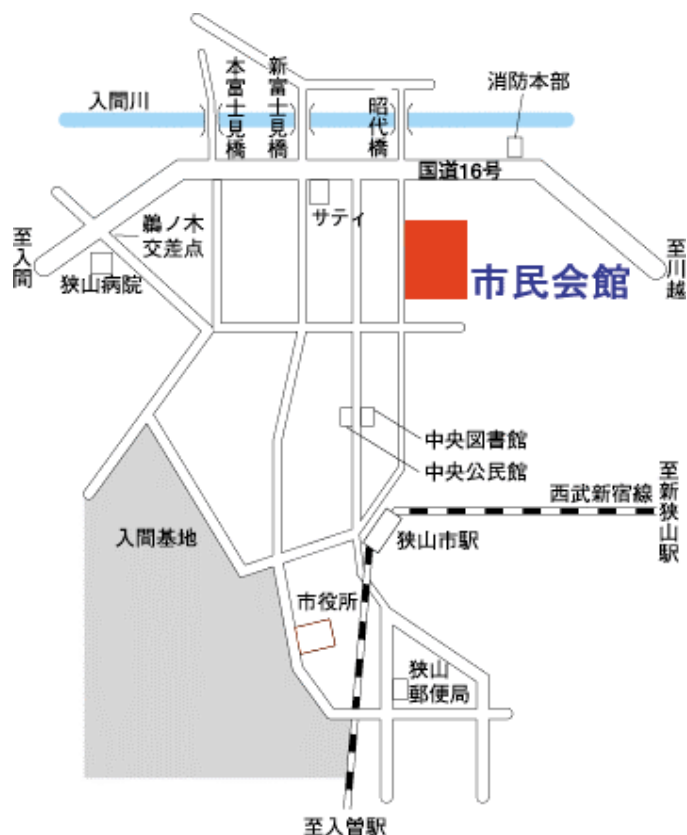 入間川
本富士見橋
新富士見橋
昭代橋
消防本部
国道16号
至入間
鵜ノ木
交差点
サティ
狭山病院
市民会館
至川越
中央図書館
中央公民館
西武新宿線
至新狭山駅
入間基地
狭山市駅
市役所
狭山
郵便局
至入曽駅